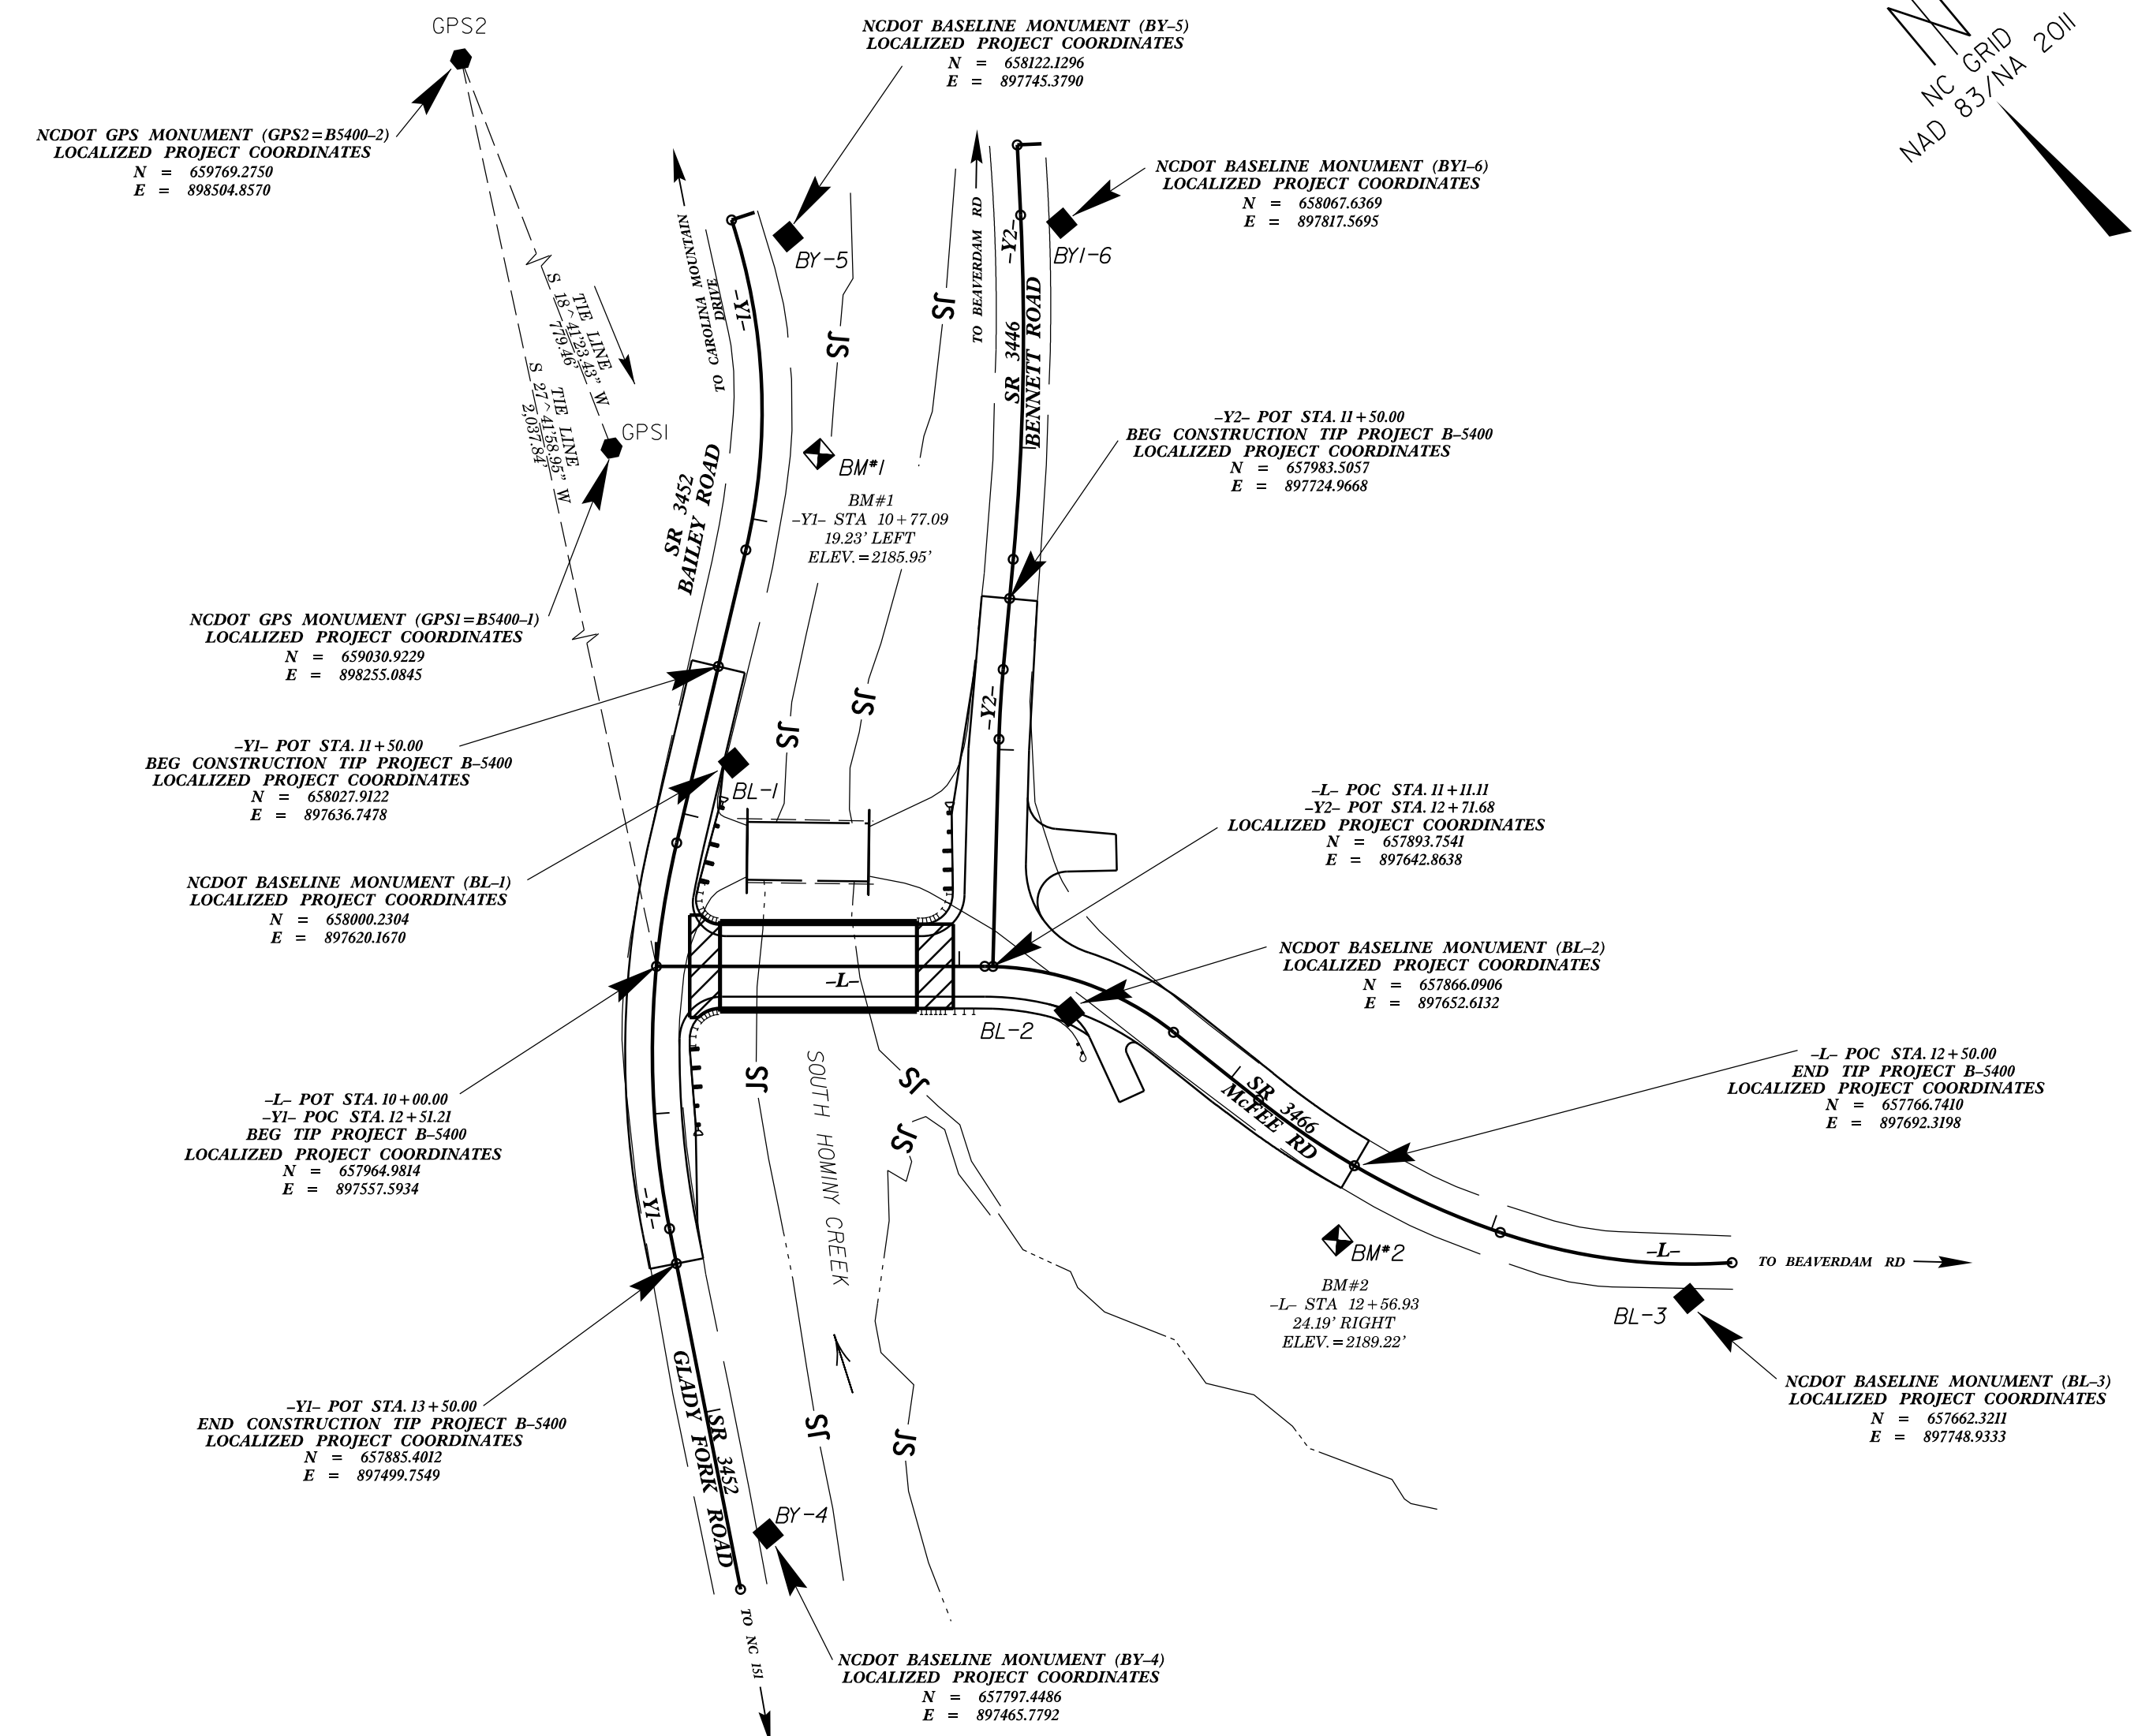 GPS2
NCDOT BASELINE MONUMENT (BY–5)
LOCALIZED PROJECT COORDINATES
N = 658122.1296
E = 897745.3790
NC GRID
NAD 83/NA 2011
NCDOT GPS MONUMENT (GPS2=B5400–2)
LOCALIZED PROJECT COORDINATES
N = 659769.2750
E = 898504.8570
NCDOT BASELINE MONUMENT (BY1–6)
LOCALIZED PROJECT COORDINATES
N = 658067.6369
E = 897817.5695
BY-5
BY1-6
TO CAROLINA MOUNTAIN
DRIVE
–Y1–
TO BEAVERDAM RD
–Y2–
JS
JS
SR 3446
BENNETT ROAD
TIE LINE
S 18^41'23.43" W
779.46'
TIE LINE
S 27^41'58.95" W
2,037.84'
GPS1
–Y2– POT STA. 11+50.00
BEG CONSTRUCTION TIP PROJECT B–5400
LOCALIZED PROJECT COORDINATES
N = 657983.5057
E = 897724.9668
BM#1
BM#1
–Y1– STA 10+77.09
19.23' LEFT
ELEV.=2185.95'
SR 3452
BAILEY ROAD
NCDOT GPS MONUMENT (GPS1=B5400–1)
LOCALIZED PROJECT COORDINATES
N = 659030.9229
E = 898255.0845
JS
JS
–Y2–
–Y1– POT STA. 11+50.00
BEG CONSTRUCTION TIP PROJECT B–5400
LOCALIZED PROJECT COORDINATES
N = 658027.9122
E = 897636.7478
BL-1
–L– POC STA. 11+11.11
–Y2– POT STA. 12+71.68
LOCALIZED PROJECT COORDINATES
N = 657893.7541
E = 897642.8638
NCDOT BASELINE MONUMENT (BL–1)
LOCALIZED PROJECT COORDINATES
N = 658000.2304
E = 897620.1670
–L–
NCDOT BASELINE MONUMENT (BL–2)
LOCALIZED PROJECT COORDINATES
N = 657866.0906
E = 897652.6132
BL-2
–L– POC STA. 12+50.00
END TIP PROJECT B–5400
LOCALIZED PROJECT COORDINATES
N = 657766.7410
E = 897692.3198
JS
JS
JS
SOUTH HOMINY CREEK
SR 3466
McFEE RD
–L– POT STA. 10+00.00
–Y1– POC STA. 12+51.21
BEG TIP PROJECT B–5400
LOCALIZED PROJECT COORDINATES
N = 657964.9814
E = 897557.5934
–Y1–
BM#2
BM#2
–L– STA 12+56.93
24.19' RIGHT
ELEV.=2189.22'
–L–
TO BEAVERDAM RD
BL-3
NCDOT BASELINE MONUMENT (BL–3)
LOCALIZED PROJECT COORDINATES
N = 657662.3211
E = 897748.9333
–Y1– POT STA. 13+50.00
END CONSTRUCTION TIP PROJECT B–5400
LOCALIZED PROJECT COORDINATES
N = 657885.4012
E = 897499.7549
SR 3452
GLADY FORK ROAD
JS
JS
BY-4
TO NC 151
NCDOT BASELINE MONUMENT (BY–4)
LOCALIZED PROJECT COORDINATES
N = 657797.4486
E = 897465.7792